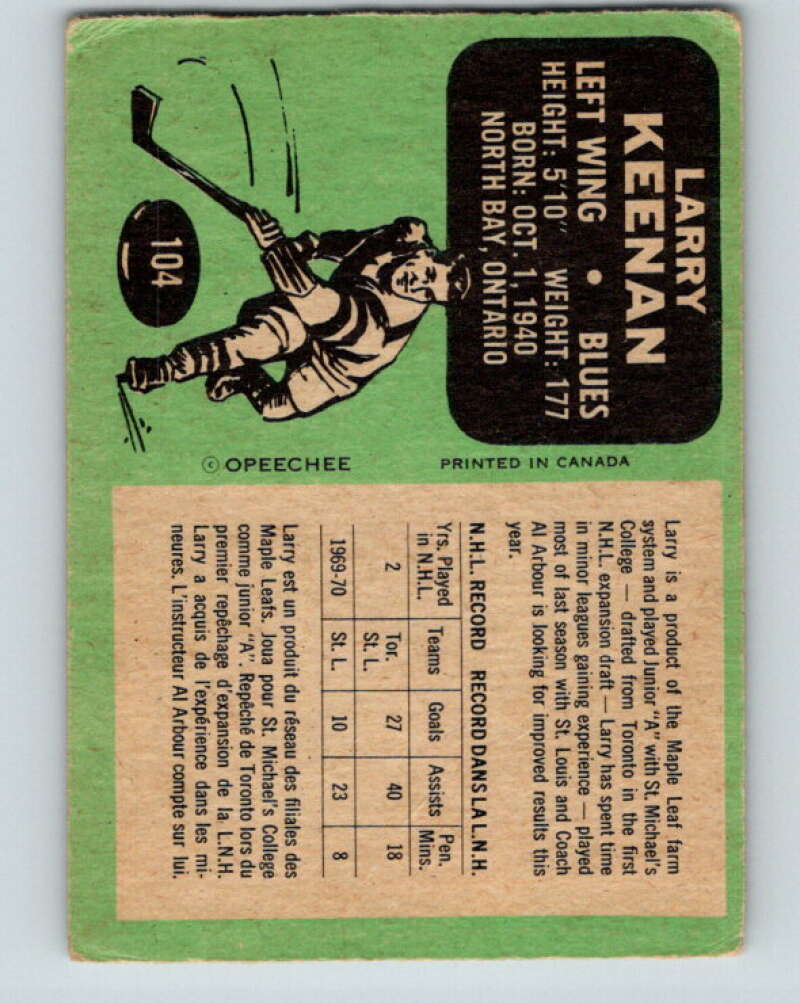 LARRY
KEENAN
LEFT WING • BLUES
HEIGHT: 5'10" WEIGHT: 177
BORN: OCT. 1, 1940
NORTH BAY, ONTARIO
104
© OPEECHEE
PRINTED IN CANADA
Larry is a product of the Maple Leaf farm
system and played Junior "A" with St. Michael's
College — drafted from Toronto in the first
N.H.L. expansion draft — Larry has spent time
in minor leagues gaining experience — played
most of last season with St. Louis and Coach
Al Arbour is looking for improved results this
year.
N.H.L. RECORD RECORD DANS LA L.N.H.
Yrs. Played in N.H.L. Teams Goals Assists Pen. Mins.
2 Tor. St. L. 27 40 18
1969-70 St. L. 10 23 8
Larry est un produit du réseau des filiales des
Maple Leafs. Joua pour St. Michael's College
comme junior "A". Repêché de Toronto lors du
premier repêchage d'expansion de la L.N.H.
Larry a acquis de l'expérience dans les mi-
neures. L'instructeur Al Arbour compte sur lui.